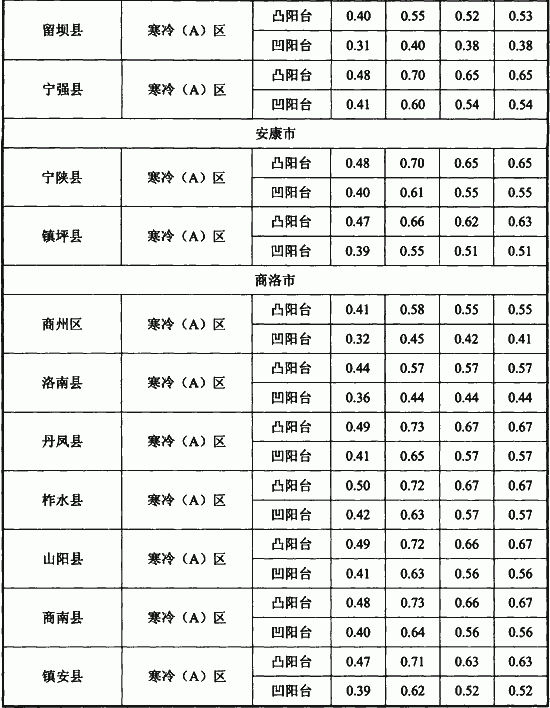 留坝县 寒冷（A）区 凸阳台 0.40 0.55 0.52 0.53
凹阳台 0.31 0.40 0.38 0.38
宁强县 寒冷（A）区 凸阳台 0.48 0.70 0.65 0.65
凹阳台 0.41 0.60 0.54 0.54
安康市
宁陕县 寒冷（A）区 凸阳台 0.48 0.70 0.65 0.65
凹阳台 0.40 0.61 0.55 0.55
镇坪县 寒冷（A）区 凸阳台 0.47 0.66 0.62 0.63
凹阳台 0.39 0.55 0.51 0.51
商洛市
商州区 寒冷（A）区 凸阳台 0.41 0.58 0.55 0.55
凹阳台 0.32 0.45 0.42 0.41
洛南县 寒冷（A）区 凸阳台 0.44 0.57 0.57 0.57
凹阳台 0.36 0.44 0.44 0.44
丹凤县 寒冷（A）区 凸阳台 0.49 0.73 0.67 0.67
凹阳台 0.41 0.65 0.57 0.57
柞水县 寒冷（A）区 凸阳台 0.50 0.72 0.67 0.67
凹阳台 0.42 0.63 0.57 0.57
山阳县 寒冷（A）区 凸阳台 0.49 0.72 0.66 0.67
凹阳台 0.41 0.63 0.56 0.56
商南县 寒冷（A）区 凸阳台 0.48 0.73 0.66 0.67
凹阳台 0.40 0.64 0.56 0.56
镇安县 寒冷（A）区 凸阳台 0.47 0.71 0.63 0.63
凹阳台 0.39 0.62 0.52 0.52